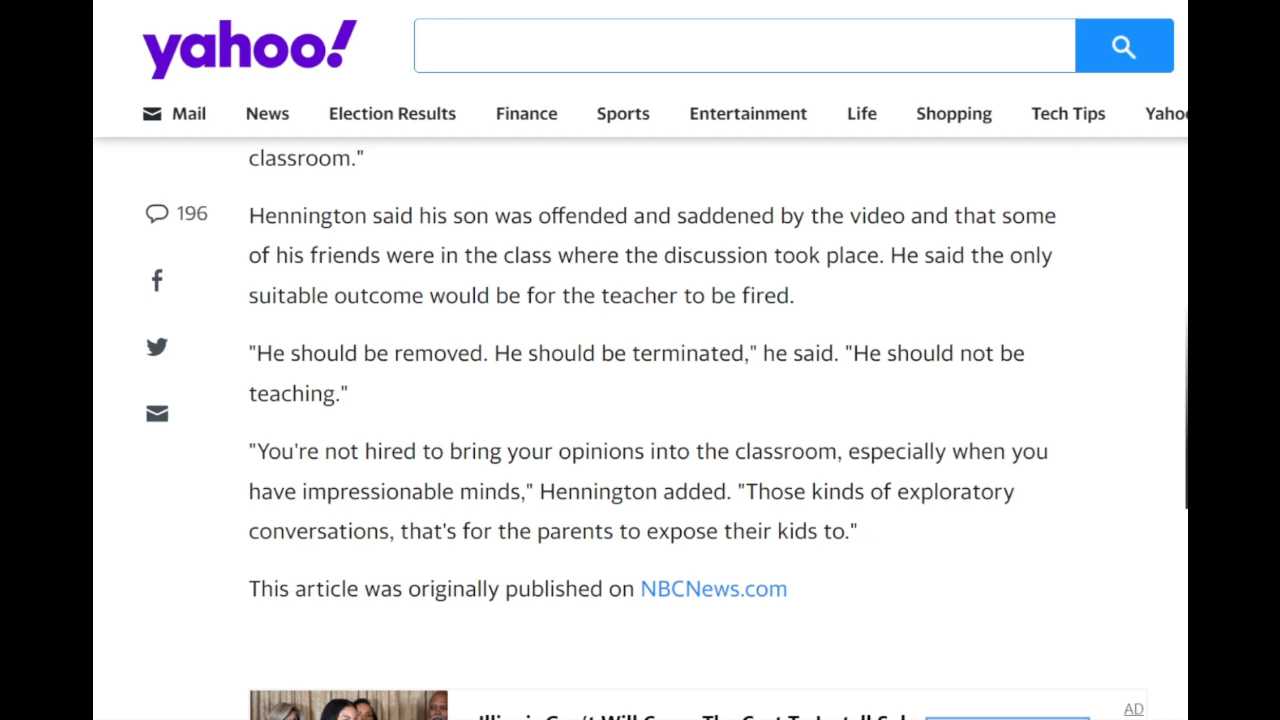 yahoo!
Mail News Election Results Finance Sports Entertainment Life Shopping Tech Tips Yahoo
classroom."
196
Hennington said his son was offended and saddened by the video and that some
of his friends were in the class where the discussion took place. He said the only
suitable outcome would be for the teacher to be fired.
"He should be removed. He should be terminated," he said. "He should not be
teaching."
"You're not hired to bring your opinions into the classroom, especially when you
have impressionable minds," Hennington added. "Those kinds of exploratory
conversations, that's for the parents to expose their kids to."
This article was originally published on NBCNews.com
AD